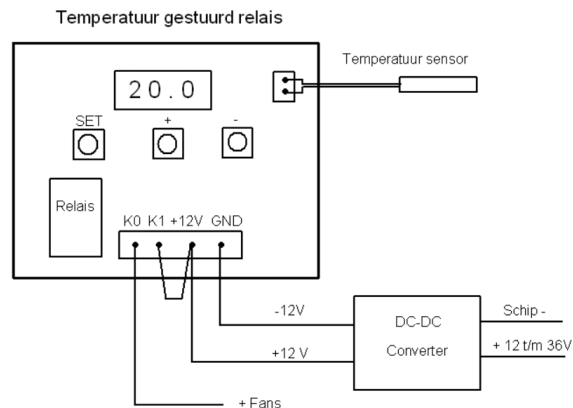 Temperatuur gestuurd relais
Temperatuur sensor
20.0
SET + -
Relais
K0 K1 +12V GND
-12V
DC-DC
Converter
Schip -
+12 V
+ 12 t/m 36V
+ Fans